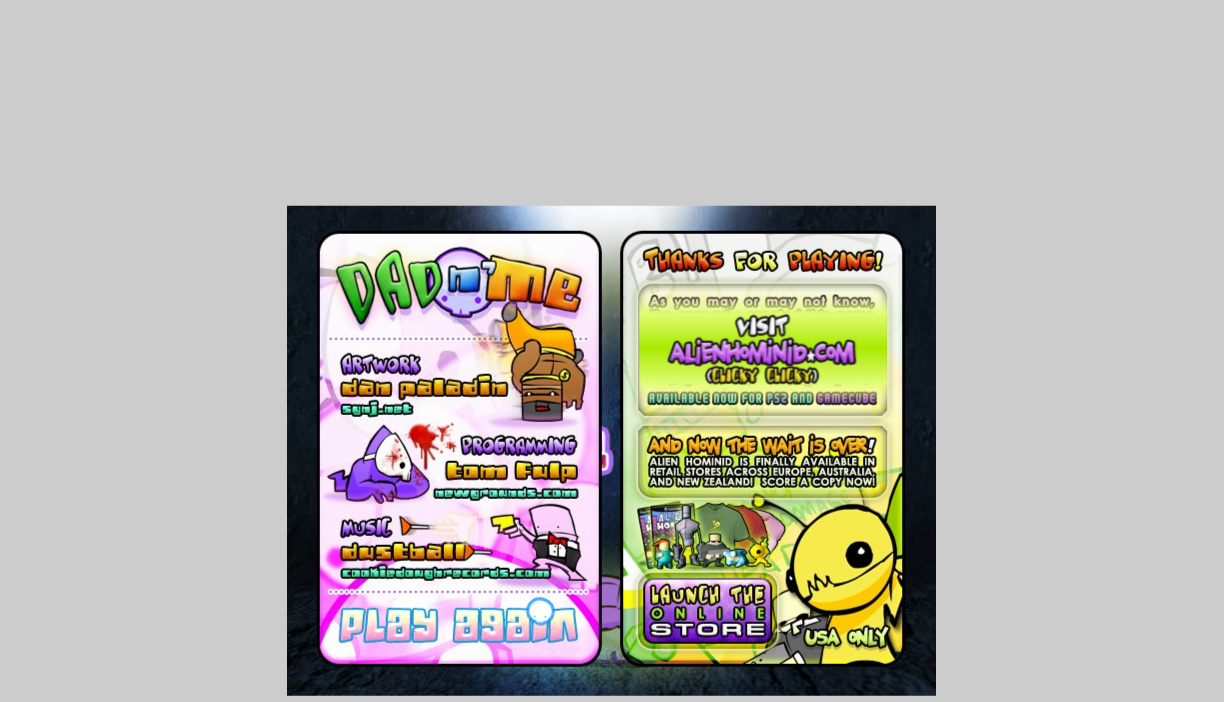 DAD n' ME
ARTWORK
dan paladin
synj.net
PROGRAMMING
tom Fulp
newgrounds.com
MUSIC
dustball
cookiedoughrecords.com
PLAY AGAIN
THANKS FOR PLAYING!
As you may or may not know,
VISIT
ALiENHOMiNiD.COM
(CLICKY CLICKY)
AVAILABLE NOW FOR PS2 AND GAMECUBE
AND NOW THE WAIT iS OVER!
ALIEN HOMINID IS FINALLY AVAILABLE IN
RETAIL STORES ACROSS EUROPE, AUSTRALIA,
AND NEW ZEALAND! SCORE A COPY NOW!
LAUNCH THE
ONLINE
STORE
USA ONLY